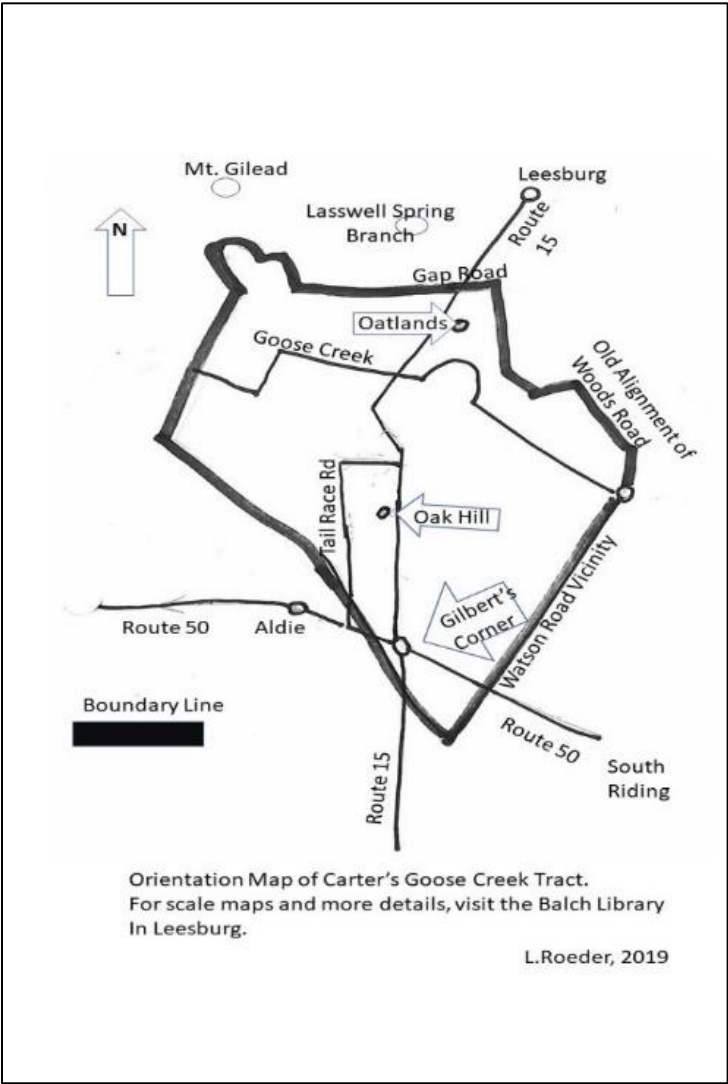 Mt. Gilead
Leesburg
Lasswell Spring
Branch
Route
15
N
Gap Road
Oatlands
Goose Creek
Old Alignment of
Woods Road
Tail Race Rd
Oak Hill
Gilbert's
Corner
Watson Road Vicinity
Route 50
Aldie
Boundary Line
Route 50
South
Riding
Route 15
Orientation Map of Carter's Goose Creek Tract.
For scale maps and more details, visit the Balch Library
In Leesburg.
L.Roeder, 2019